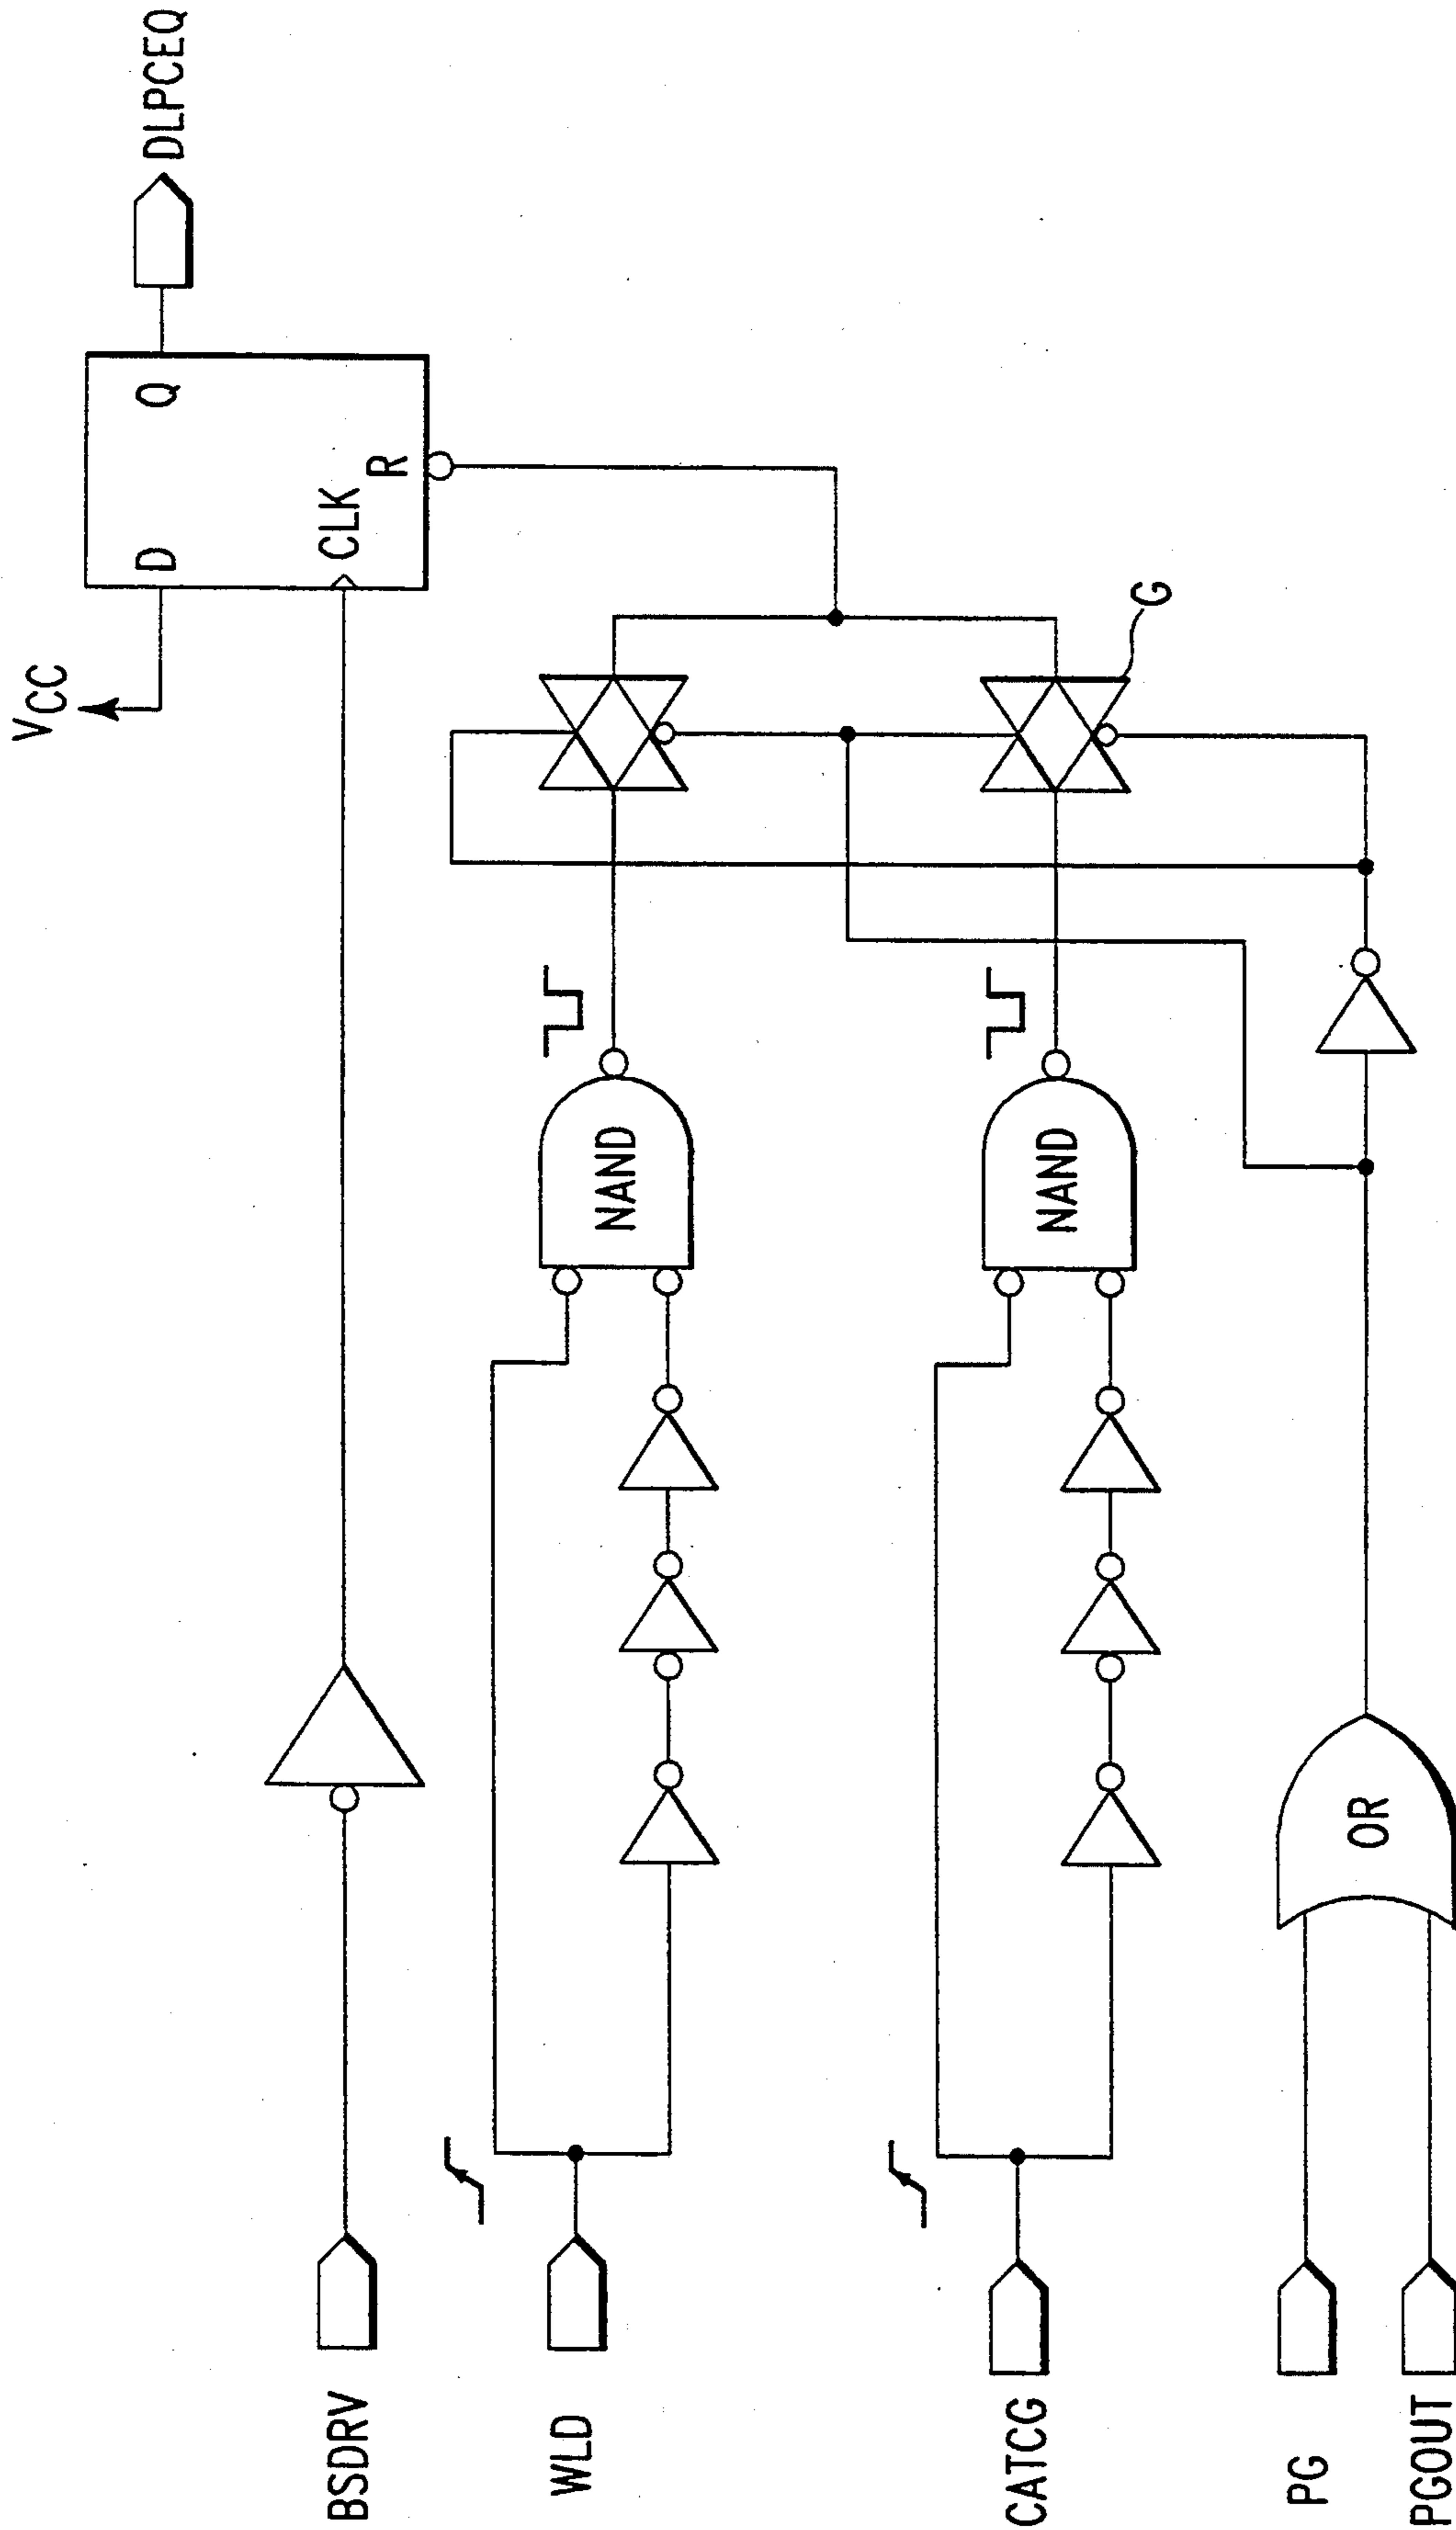 VCC
D
Q
CLK
R
DLPCEQ
BSDRV
WLD
NAND
G
CATCG
NAND
PG
OR
PGOUT